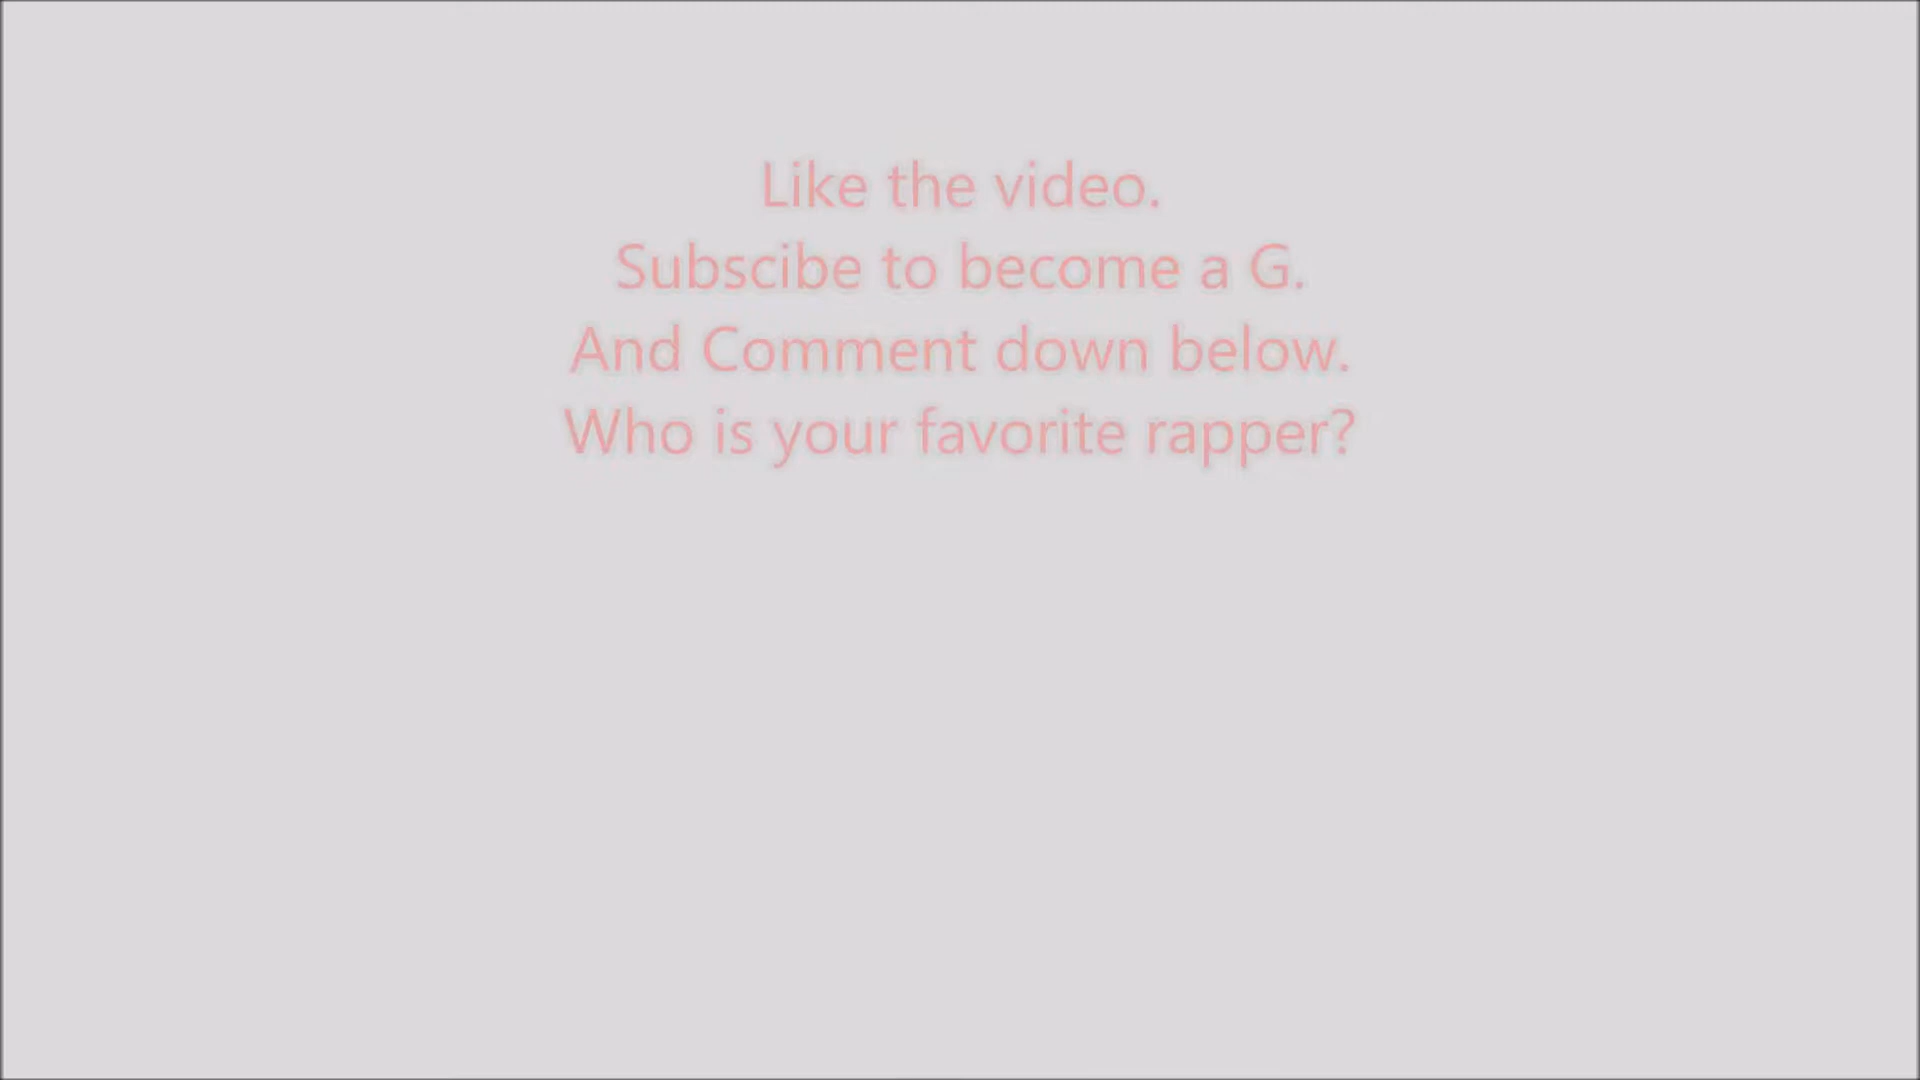 Like the video.
Subscibe to become a G.
And Comment down below.
Who is your favorite rapper?